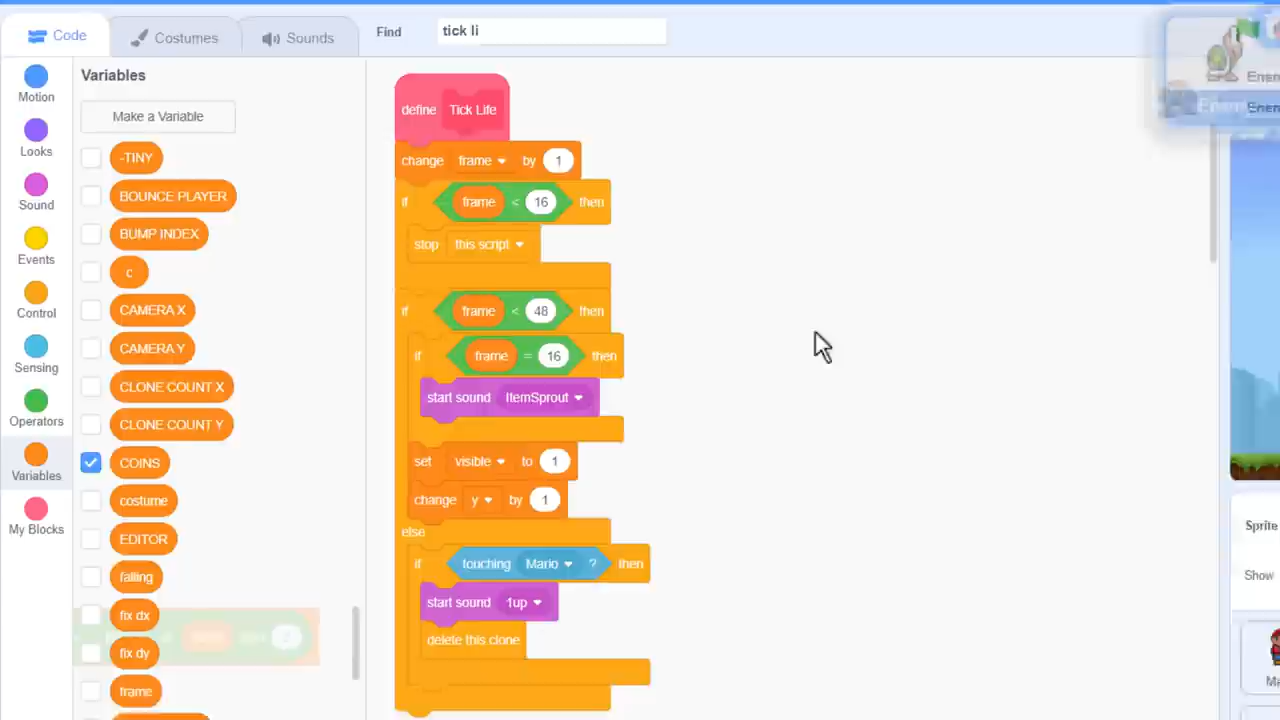 Code
Costumes
Sounds
Find
tick li
Enem
Enem
Enem
Motion
Looks
Sound
Events
Control
Sensing
Operators
Variables
My Blocks
Variables
Make a Variable
-TINY
BOUNCE PLAYER
BUMP INDEX
c
CAMERA X
CAMERA Y
CLONE COUNT X
CLONE COUNT Y
COINS
costume
EDITOR
falling
fix dx
fix dy
frame
define Tick Life
change frame by 1
if frame < 16 then
stop this script
if frame < 48 then
if frame = 16 then
start sound ItemSprout
set visible to 1
change y by 1
else
if touching Mario ? then
start sound 1up
delete this clone
Sprite
Show
Ma